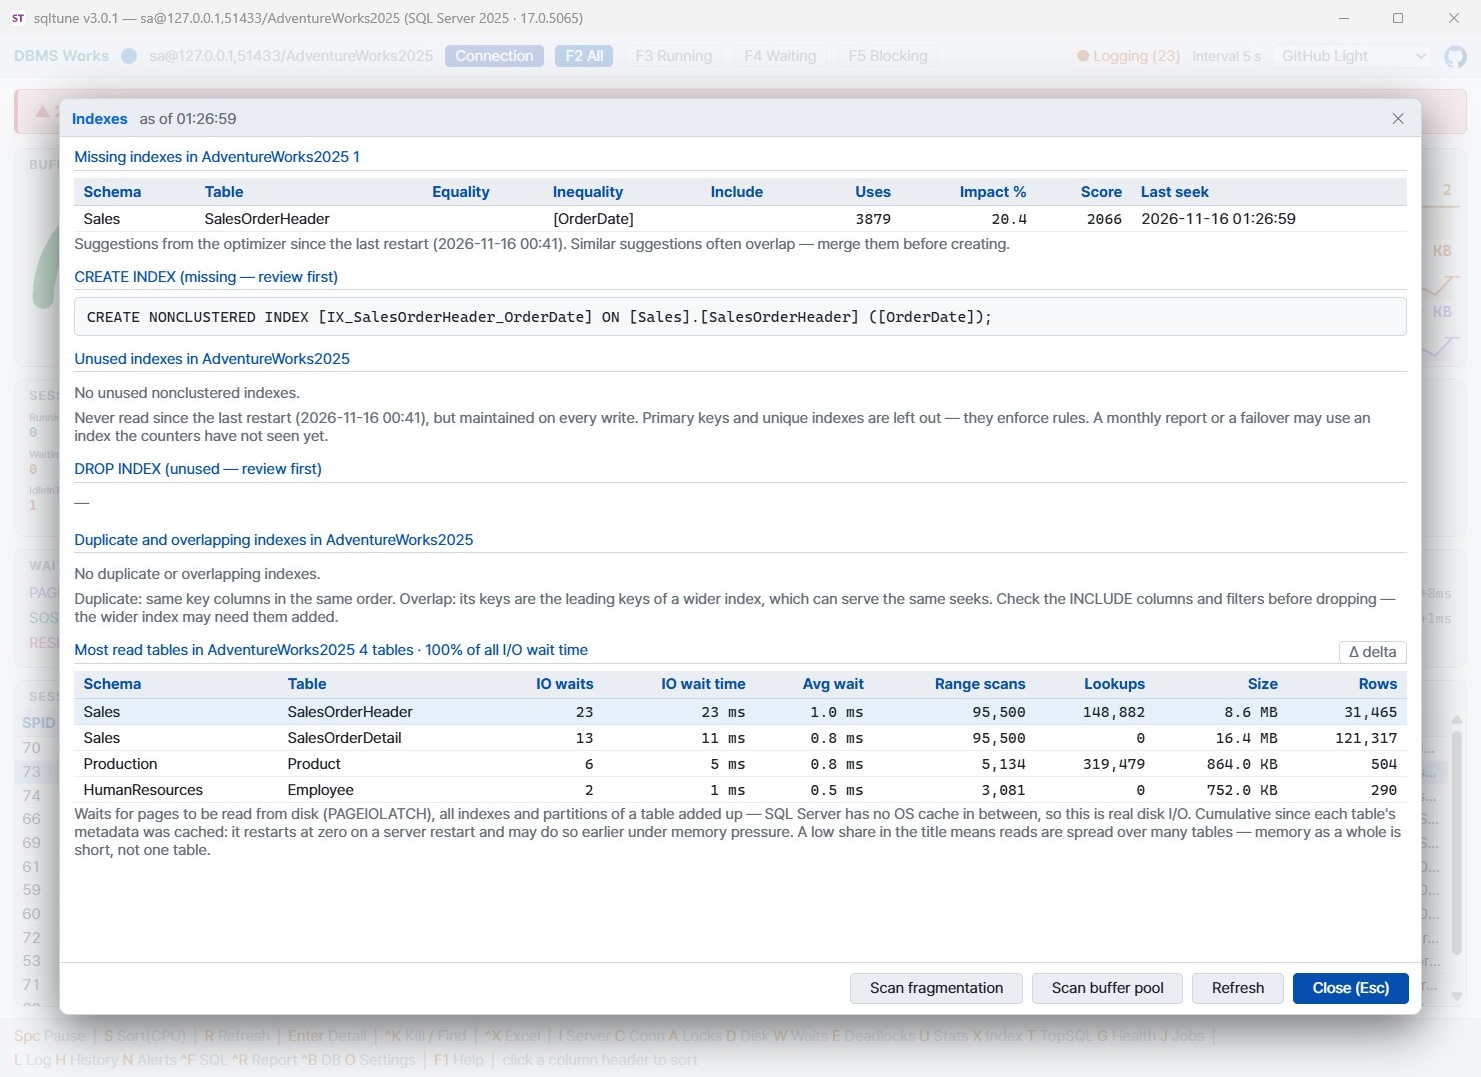 ST sqltune v3.0.1 — sa@127.0.0.1,51433/AdventureWorks2025 (SQL Server 2025 · 17.0.5065)
DBMS Works sa@127.0.0.1,51433/AdventureWorks2025 Connection F2 All F3 Running F4 Waiting F5 Blocking Logging (23) Interval 5 s GitHub Light
Indexes as of 01:26:59
Missing indexes in AdventureWorks2025 1
Schema Table Equality Inequality Include Uses Impact % Score Last seek
Sales SalesOrderHeader [OrderDate] 3879 20.4 2066 2026-11-16 01:26:59
Suggestions from the optimizer since the last restart (2026-11-16 00:41). Similar suggestions often overlap — merge them before creating.
CREATE INDEX (missing — review first)
CREATE NONCLUSTERED INDEX [IX_SalesOrderHeader_OrderDate] ON [Sales].[SalesOrderHeader] ([OrderDate]);
Unused indexes in AdventureWorks2025
No unused nonclustered indexes.
Never read since the last restart (2026-11-16 00:41), but maintained on every write. Primary keys and unique indexes are left out — they enforce rules. A monthly report or a failover may use an
index the counters have not seen yet.
DROP INDEX (unused — review first)
—
Duplicate and overlapping indexes in AdventureWorks2025
No duplicate or overlapping indexes.
Duplicate: same key columns in the same order. Overlap: its keys are the leading keys of a wider index, which can serve the same seeks. Check the INCLUDE columns and filters before dropping —
the wider index may need them added.
Most read tables in AdventureWorks2025 4 tables · 100% of all I/O wait time Δ delta
Schema Table IO waits IO wait time Avg wait Range scans Lookups Size Rows
Sales SalesOrderHeader 23 23 ms 1.0 ms 95,500 148,882 8.6 MB 31,465
Sales SalesOrderDetail 13 11 ms 0.8 ms 95,500 0 16.4 MB 121,317
Production Product 6 5 ms 0.8 ms 5,134 319,479 864.0 KB 504
HumanResources Employee 2 1 ms 0.5 ms 3,081 0 752.0 KB 290
Waits for pages to be read from disk (PAGEIOLATCH), all indexes and partitions of a table added up — SQL Server has no OS cache in between, so this is real disk I/O. Cumulative since each table's
metadata was cached: it restarts at zero on a server restart and may do so earlier under memory pressure. A low share in the title means reads are spread over many tables — memory as a whole is
short, not one table.
Scan fragmentation Scan buffer pool Refresh Close (Esc)
2
KB
KB
0
0
1
+8ms
+1ms
SPID
70
73
74
66
69
61
59
60
72
53
71
Spc Pause | S Sort(CPU) | R Refresh | Enter Detail | ^K Kill / Find | ^X Excel | I Server C Conn A Locks D Disk W Waits E Deadlocks U Stats X Index T TopSQL G Health J Jobs |
L Log H History N Alerts ^F SQL ^R Report ^B DB O Settings | F1 Help | click a column header to sort